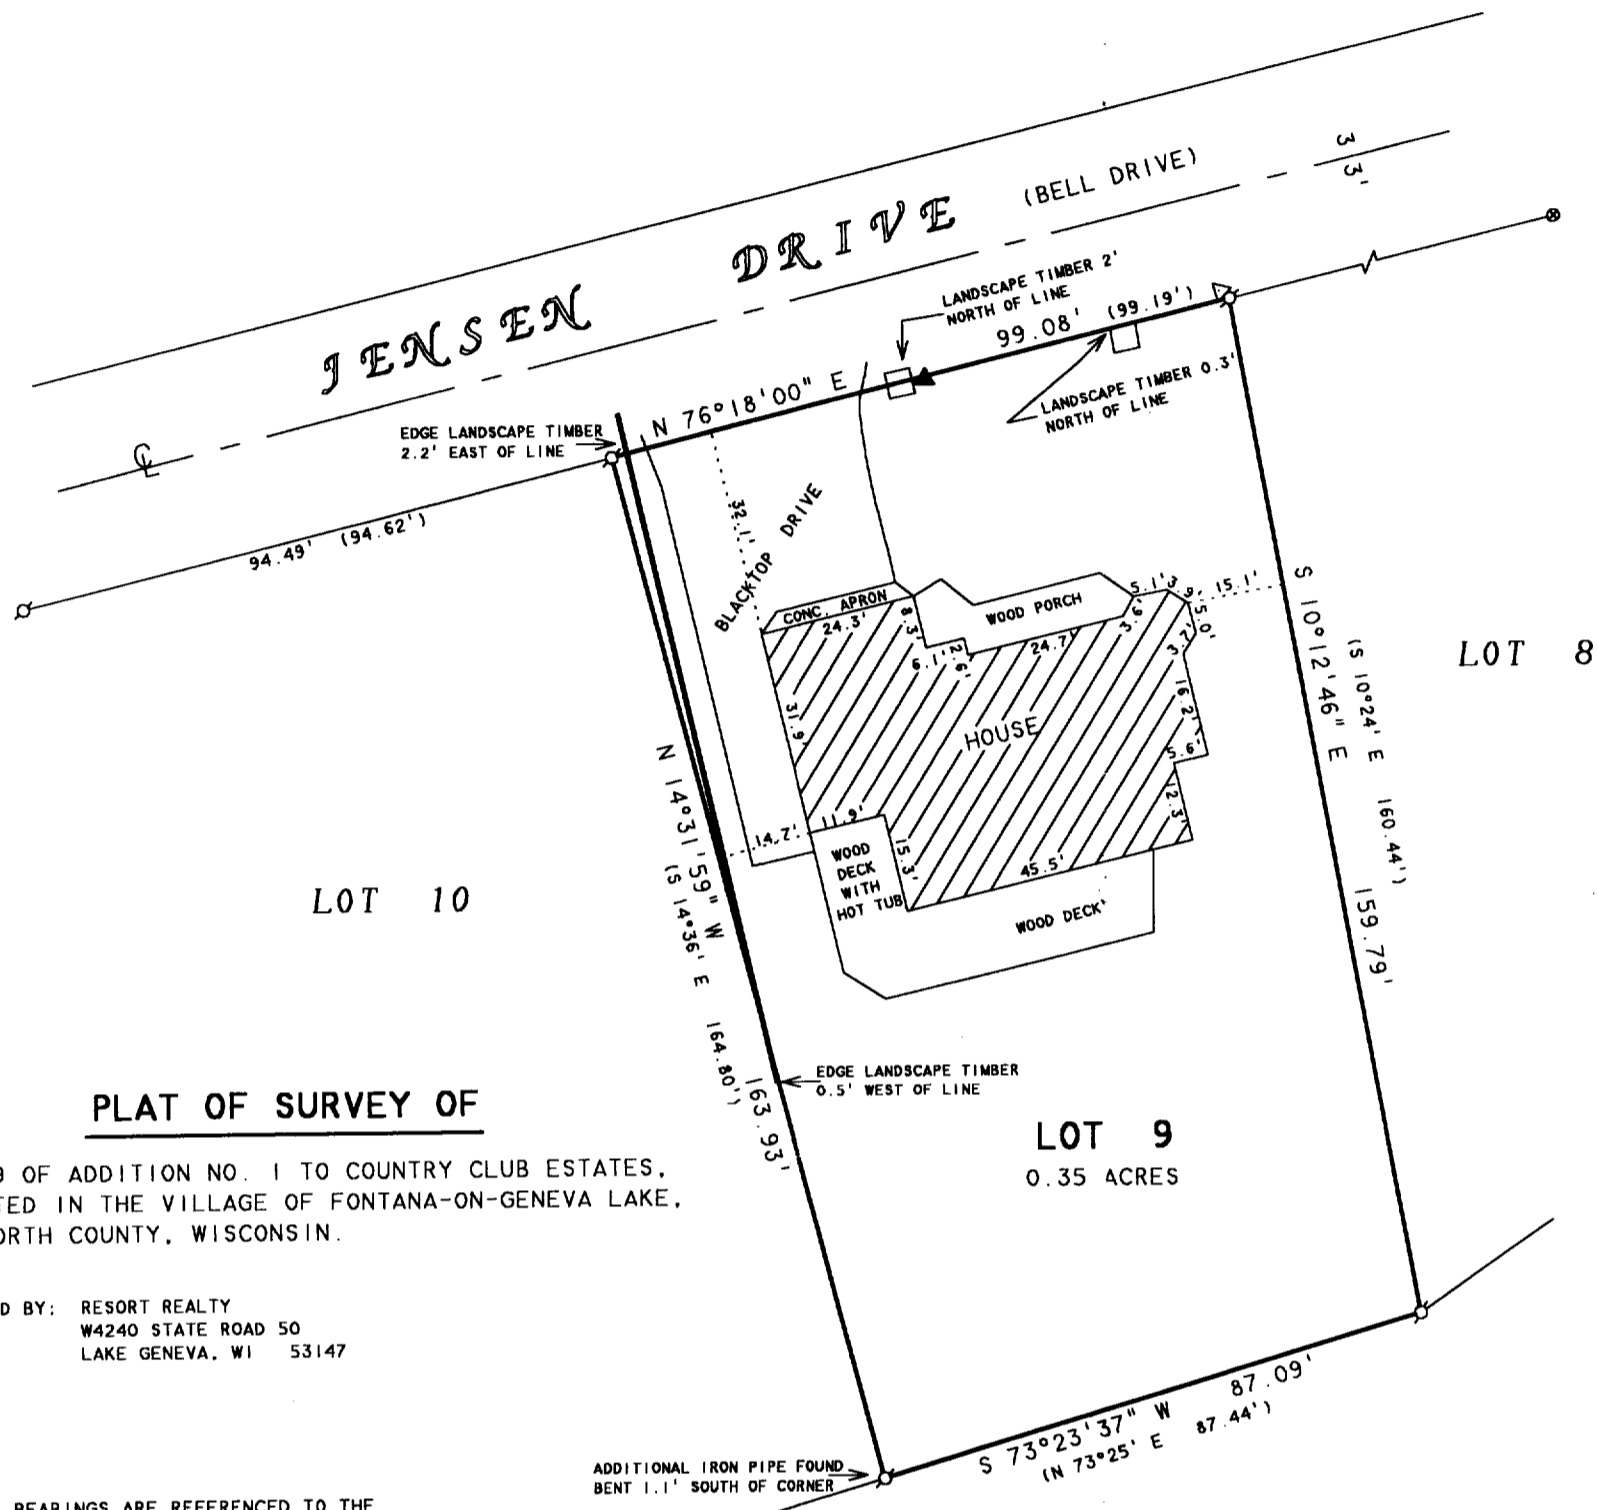 JENSEN DRIVE (BELL DRIVE)
33'
LANDSCAPE TIMBER 2'
NORTH OF LINE
99.08' (99.19')
N 76°18'00" E
LANDSCAPE TIMBER 0.3'
NORTH OF LINE
EDGE LANDSCAPE TIMBER
2.2' EAST OF LINE
94.49' (94.62')
32.1'
BLACKTOP DRIVE
CONC. APRON
24.3'
8.3'
WOOD PORCH
5.1'
3.9'
15.1'
3.6'
5.0'
6.1'
2.6'
24.7'
3.7'
S 10°12'46" E 159.79'
(S 10°24' E 160.44')
LOT 8
31.9'
HOUSE
16.2'
5.6'
12.3'
N 14°31'59" W 163.93'
(S 14°36' E 164.80')
14.7'
11.9'
15.3'
45.5'
WOOD
DECK
WITH
HOT TUB
WOOD DECK
LOT 10
EDGE LANDSCAPE TIMBER
0.5' WEST OF LINE
PLAT OF SURVEY OF
9 OF ADDITION NO. 1 TO COUNTRY CLUB ESTATES,
TED IN THE VILLAGE OF FONTANA-ON-GENEVA LAKE,
ORTH COUNTY, WISCONSIN.
LOT 9
0.35 ACRES
D BY: RESORT REALTY
W4240 STATE ROAD 50
LAKE GENEVA, WI 53147
S 73°23'37" W 87.09'
(N 73°25' E 87.44')
ADDITIONAL IRON PIPE FOUND
BENT 1.1' SOUTH OF CORNER
BEARINGS ARE REFERENCED TO THE